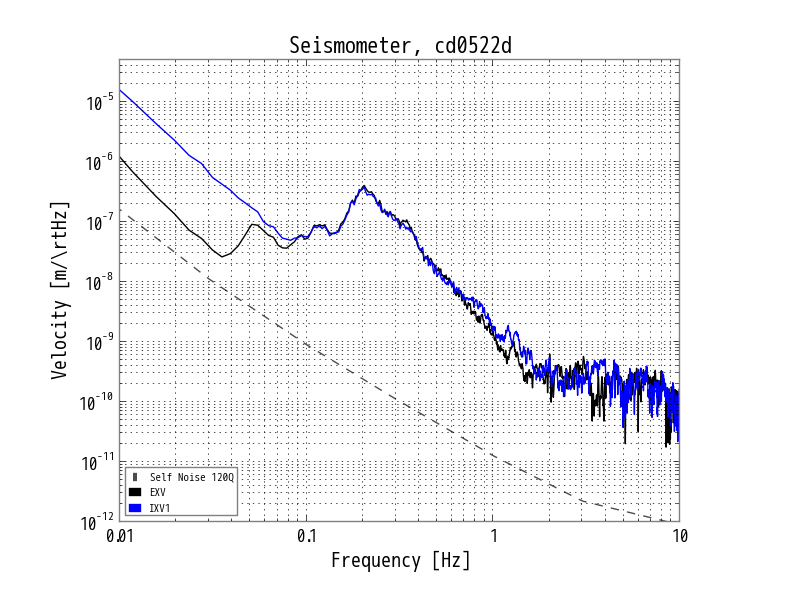 Seismometer, cd0522d
Velocity [m/\rtHz]
10^-5
10^-6
10^-7
10^-8
10^-9
10^-10
10^-11
10^-12
Self Noise 120Q
EXV
IXV1
0.01 0.1 1 10
Frequency [Hz]